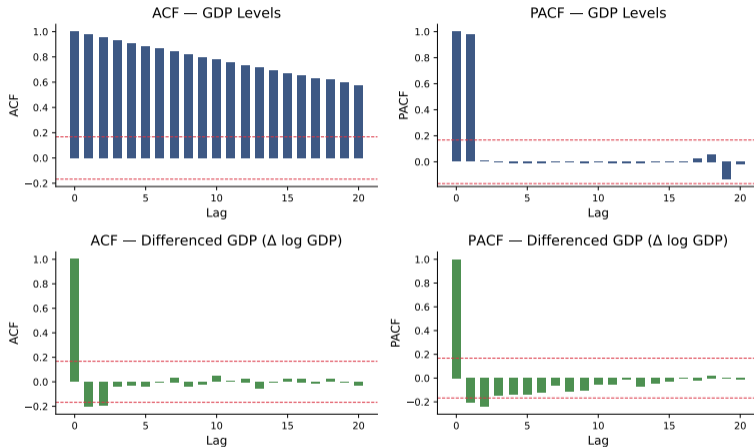 ACF — GDP Levels
ACF
1.0
0.8
0.6
0.4
0.2
0.0
−0.2
0 5 10 15 20
Lag
PACF — GDP Levels
PACF
1.0
0.8
0.6
0.4
0.2
0.0
−0.2
0 5 10 15 20
Lag
ACF — Differenced GDP (Δ log GDP)
ACF
1.0
0.8
0.6
0.4
0.2
0.0
−0.2
0 5 10 15 20
Lag
PACF — Differenced GDP (Δ log GDP)
PACF
1.0
0.8
0.6
0.4
0.2
0.0
−0.2
0 5 10 15 20
Lag